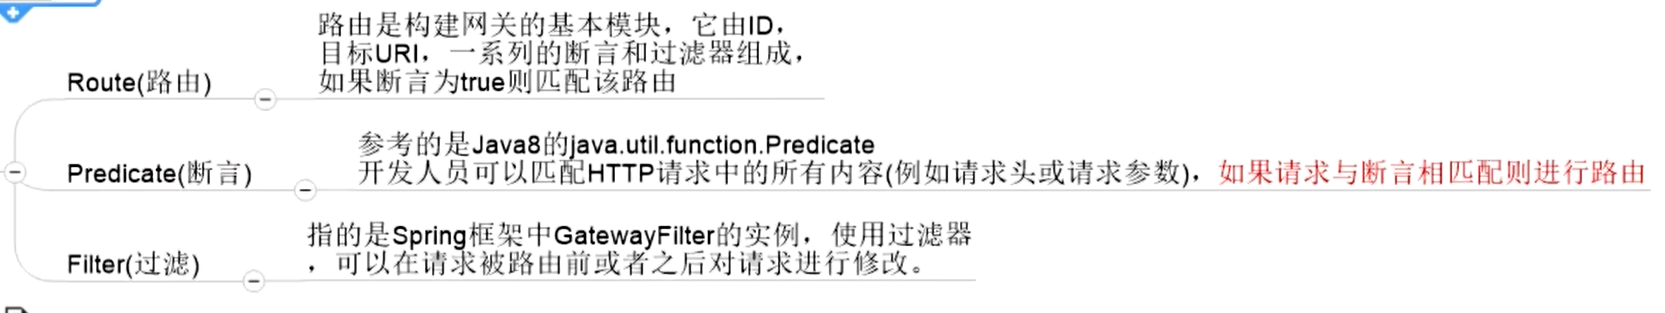 路由是构建网关的基本模块，它由ID，
目标URI，一系列的断言和过滤器组成，
如果断言为true则匹配该路由
Route(路由)
参考的是Java8的java.util.function.Predicate
开发人员可以匹配HTTP请求中的所有内容(例如请求头或请求参数)，如果请求与断言相匹配则进行路由
Predicate(断言)
指的是Spring框架中GatewayFilter的实例，使用过滤器
，可以在请求被路由前或者之后对请求进行修改。
Filter(过滤)